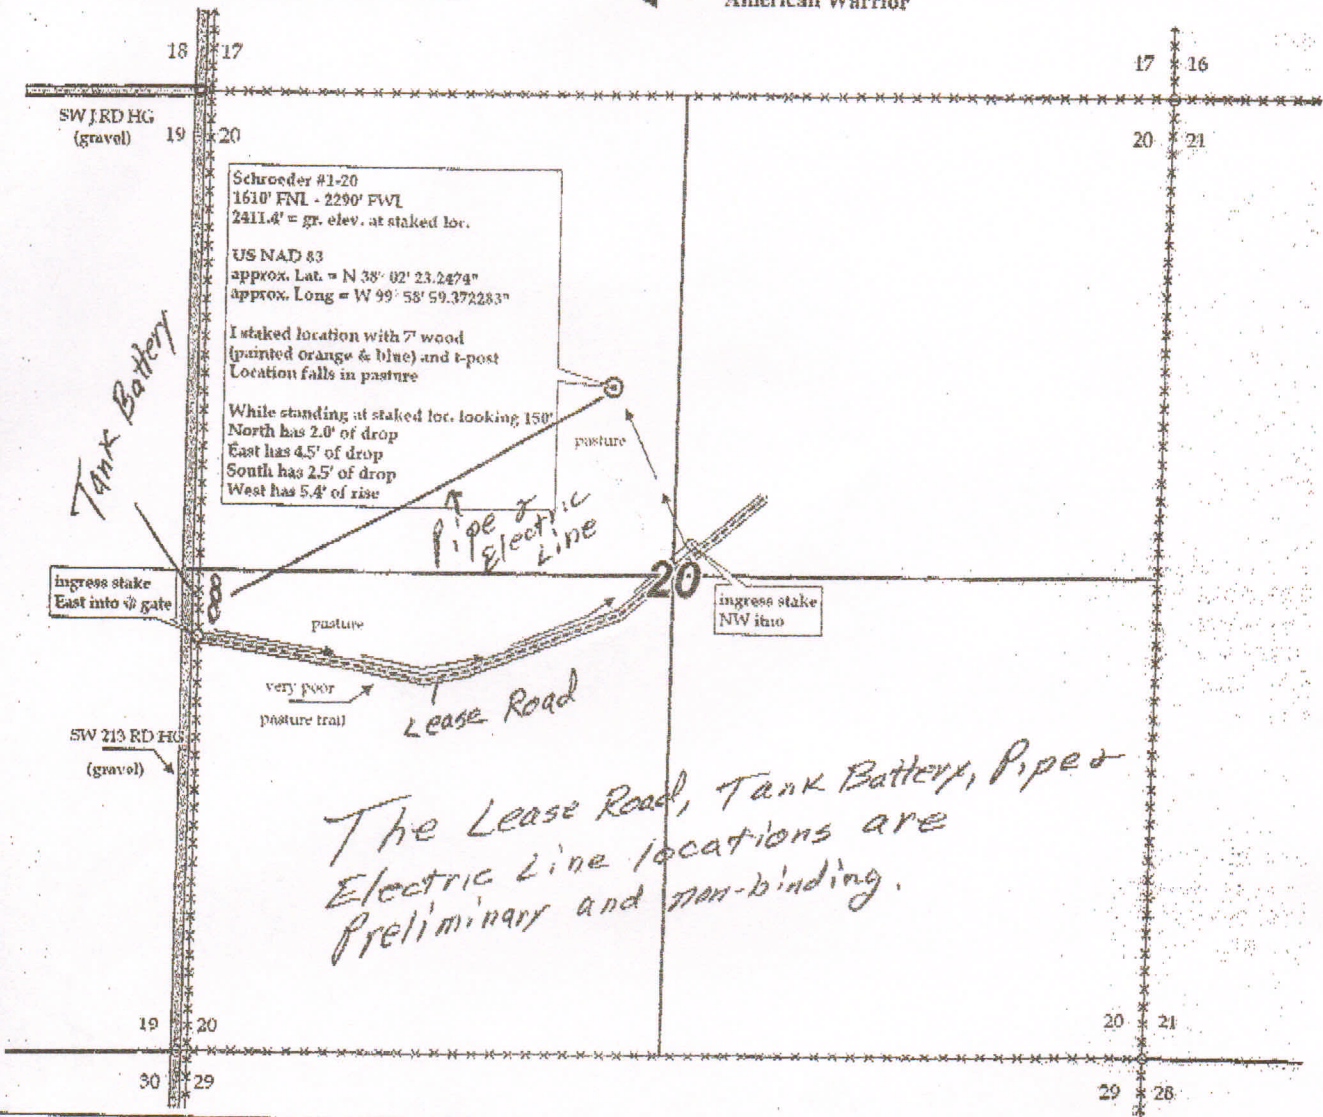 American Warrior
18 17
17 16
SW J RD HG
(gravel)
19 20
20 21
Schroeder #1-20
1610' FNL - 2290' FWL
2411.4' = gr. elev. at staked loc.
US NAD 83
approx. Lat. = N 38° 02' 23.2474"
approx. Long = W 99° 58' 59.372283"
I staked location with 7' wood
(painted orange & blue) and t-post
Location falls in pasture
While standing at staked loc. looking 150'
North has 2.0' of drop
East has 4.5' of drop
South has 2.5' of drop
West has 5.4' of rise
Tank Battery
pasture
Pipe &
Electric
Line
20
ingress stake
East into gate
ingress stake
NW into
pasture
very poor
pasture trail
Lease Road
SW 213 RD HG
(gravel)
The Lease Road, Tank Battery, Pipe &
Electric Line locations are
Preliminary and non-binding.
19 20
20 21
30 29
29 28